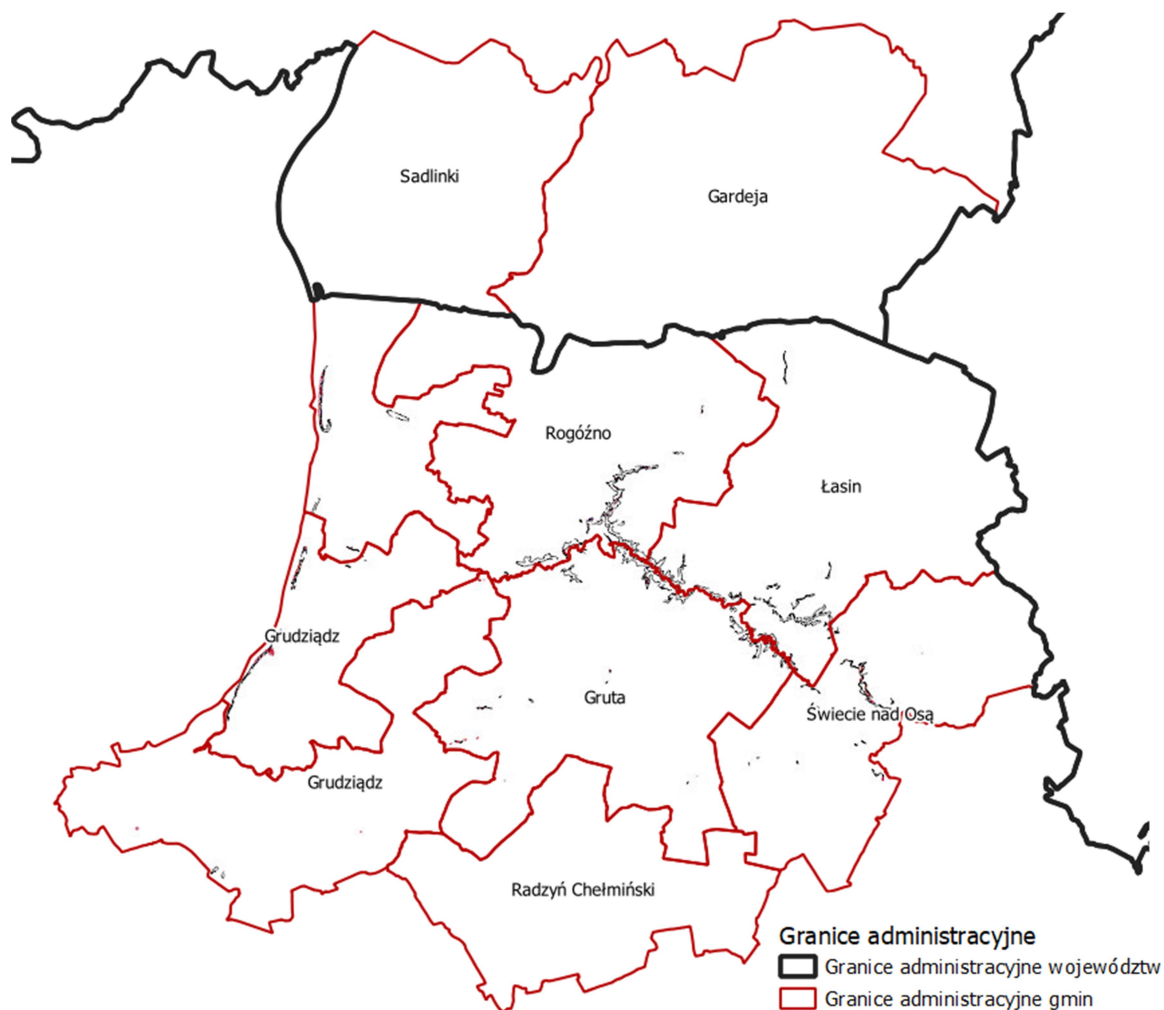 Sadlinki
Gardeja
Rogóźno
Łasin
Grudziądz
Gruta
Świecie nad Osą
Grudziądz
Radzyń Chełmiński
Granice administracyjne
Granice administracyjne województw
Granice administracyjne gmin